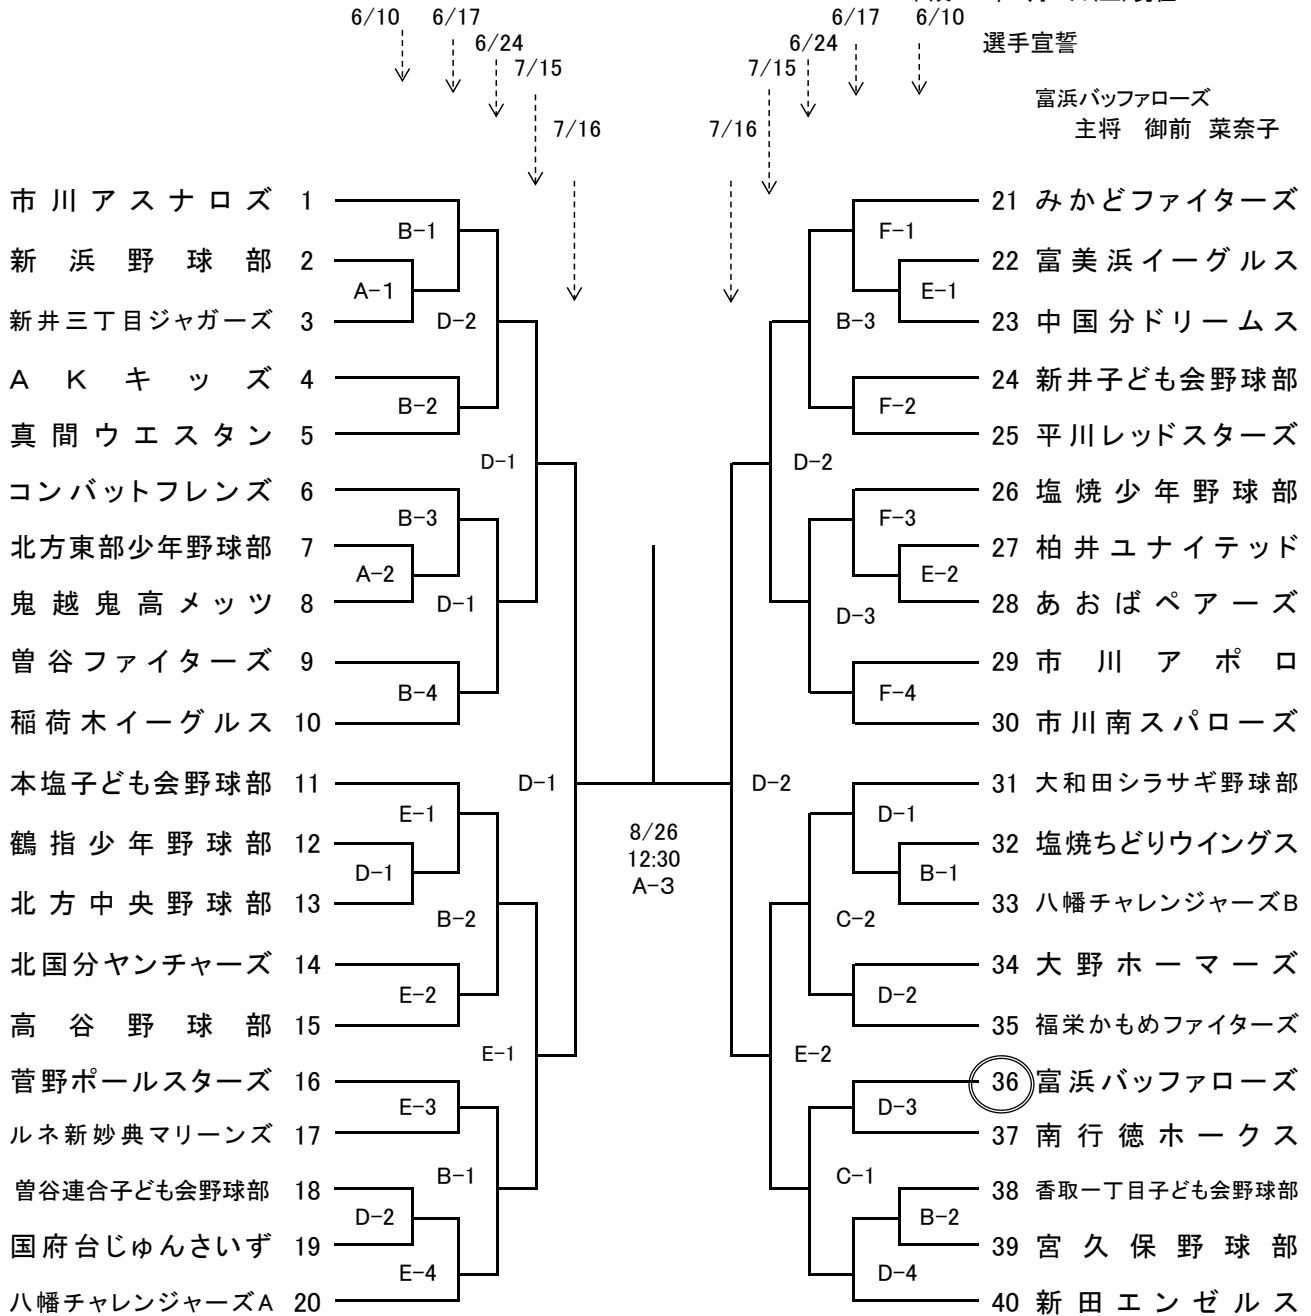 6/10 6/17 6/17 6/10
6/24 6/24 選手宣誓
7/15 7/15
富浜バッファローズ
7/16 7/16 主将 御前 菜奈子
市川アスナロズ 1 21 みかどファイターズ
B-1 F-1
新浜野球部 2 22 富美浜イーグルス
A-1 E-1
新井三丁目ジャガーズ 3 D-2 B-3 23 中国分ドリームス
AKキッズ 4 24 新井子ども会野球部
B-2 F-2
真間ウエスタン 5 25 平川レッドスターズ
D-1 D-2
コンバットフレンズ 6 26 塩焼少年野球部
B-3 F-3
北方東部少年野球部 7 27 柏井ユナイテッド
A-2 E-2
鬼越鬼高メッツ 8 D-1 D-3 28 あおばペアーズ
曽谷ファイターズ 9 29 市川アポロ
B-4 F-4
稲荷木イーグルス 10 30 市川南スパローズ
本塩子ども会野球部 11 D-1 D-2 31 大和田シラサギ野球部
E-1 D-1
8/26
鶴指少年野球部 12 32 塩焼ちどりウイングス
12:30
D-1 B-1
A-3
北方中央野球部 13 33 八幡チャレンジャーズB
B-2 C-2
北国分ヤンチャーズ 14 34 大野ホーマーズ
E-2 D-2
高谷野球部 15 35 福栄かもめファイターズ
E-1 E-2
菅野ポールスターズ 16 36 富浜バッファローズ
E-3 D-3
ルネ新妙典マリーンズ 17 37 南行徳ホークス
B-1 C-1
曽谷連合子ども会野球部 18 38 香取一丁目子ども会野球部
D-2 B-2
国府台じゅんさいず 19 39 宮久保野球部
E-4 D-4
八幡チャレンジャーズA 20 40 新田エンゼルス